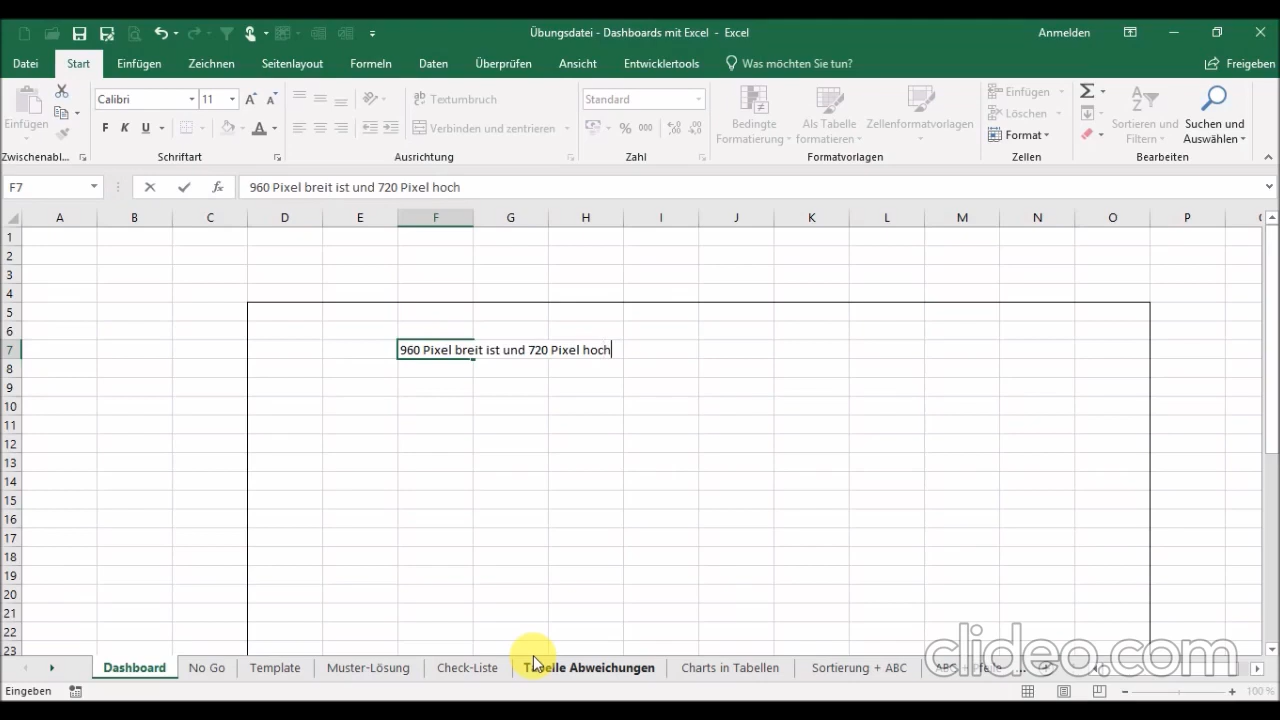 Übungsdatei - Dashboards mit Excel - Excel
Anmelden
Datei Start Einfügen Zeichnen Seitenlayout Formeln Daten Überprüfen Ansicht Entwicklertools Was möchten Sie tun? Freigeben
Einfügen
Calibri 11
F K U
Textumbruch
Verbinden und zentrieren
Standard
% 000
Bedingte Formatierung
Als Tabelle formatieren
Zellenformatvorlagen
Einfügen
Löschen
Format
Sortieren und Filtern
Suchen und Auswählen
Zwischenabl... Schriftart Ausrichtung Zahl Formatvorlagen Zellen Bearbeiten
F7 fx 960 Pixel breit ist und 720 Pixel hoch
A B C D E F G H I J K L M N O P
1
2
3
4
5
6
7 960 Pixel breit ist und 720 Pixel hoch
8
9
10
11
12
13
14
15
16
17
18
19
20
21
22
23
clideo.com
Dashboard No Go Template Muster-Lösung Check-Liste Tabelle Abweichungen Charts in Tabellen Sortierung + ABC ABC + Pfeile ...
Eingeben 100 %